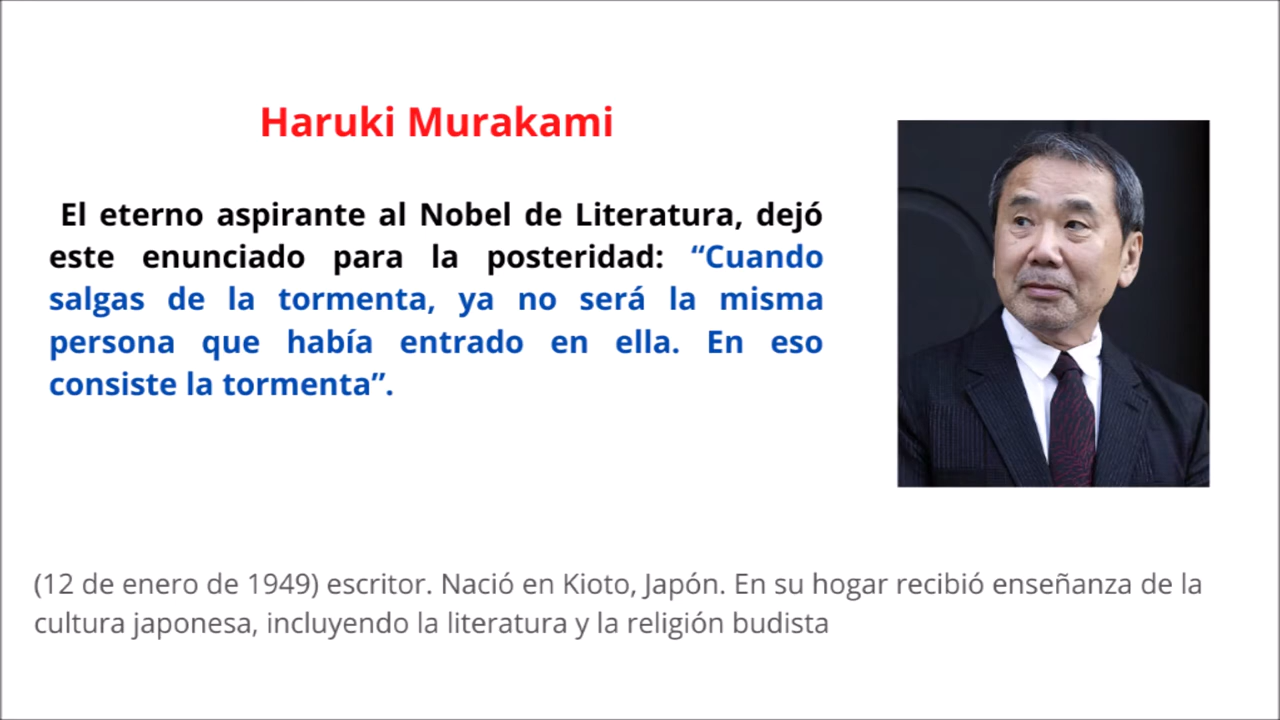 Haruki Murakami
El eterno aspirante al Nobel de Literatura, dejó
este enunciado para la posteridad: “Cuando
salgas de la tormenta, ya no será la misma
persona que había entrado en ella. En eso
consiste la tormenta”.
(12 de enero de 1949) escritor. Nació en Kioto, Japón. En su hogar recibió enseñanza de la
cultura japonesa, incluyendo la literatura y la religión budista